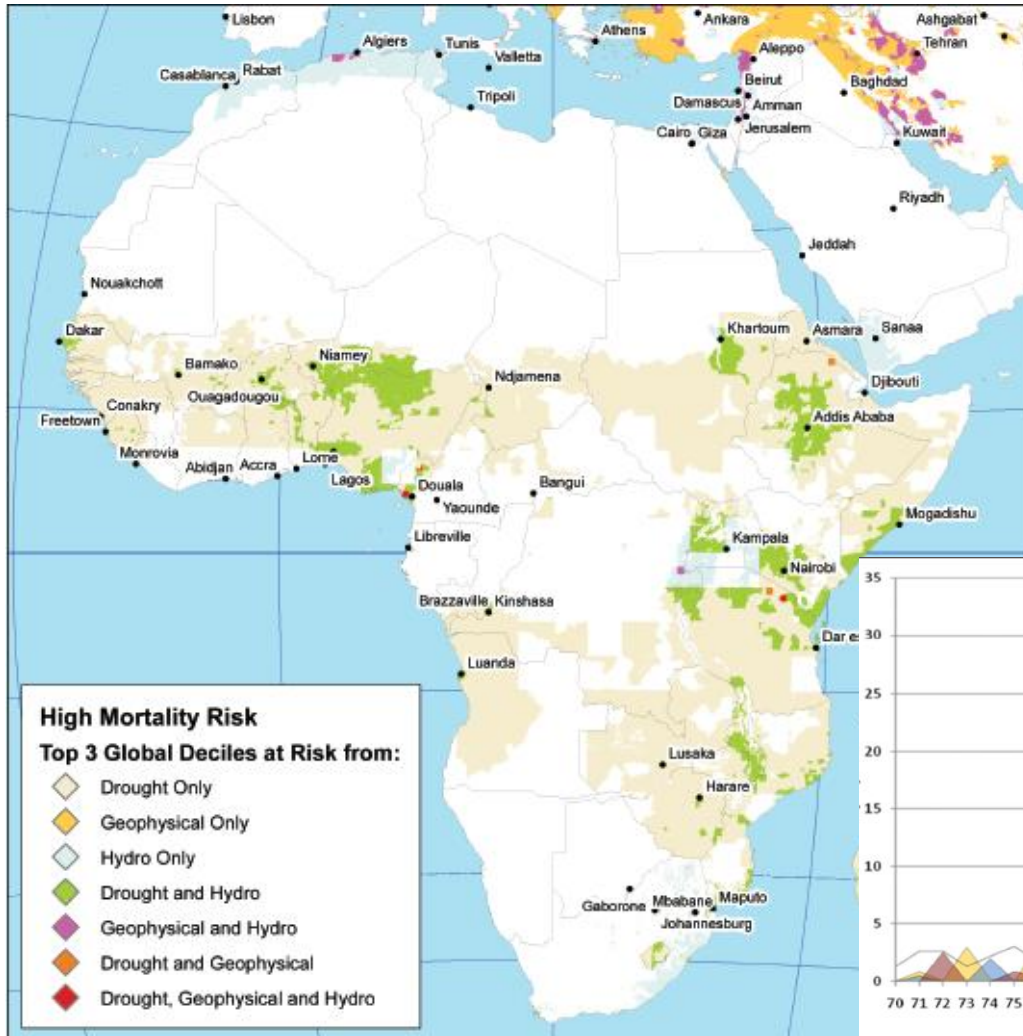 Lisbon
Ankara
Ashgabat
Athens
Algiers
Tunis
Valletta
Aleppo
Tehran
Casablanca
Rabat
Beirut
Baghdad
Tripoli
Damascus
Amman
Cairo
Giza
Jerusalem
Kuwait
Riyadh
Jeddah
Nouakchott
Dakar
Khartoum
Asmara
Sanaa
Bamako
Niamey
Ndjamena
Djibouti
Ouagadougou
Conakry
Addis Ababa
Freetown
Monrovia
Abidjan
Accra
Lome
Lagos
Douala
Bangui
Yaounde
Mogadishu
Libreville
Kampala
Nairobi
Brazzaville
Kinshasa
Dar es
Luanda
Lusaka
Harare
Gaborone
Mbabane
Maputo
Johannesburg
High Mortality Risk
Top 3 Global Deciles at Risk from:
Drought Only
Geophysical Only
Hydro Only
Drought and Hydro
Geophysical and Hydro
Drought and Geophysical
Drought, Geophysical and Hydro
35
30
25
20
15
10
5
0
70 71 72 73 74 75